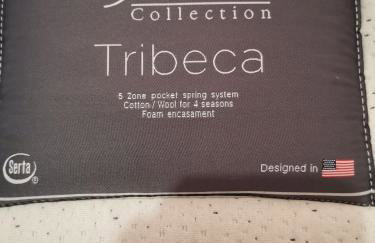 Collection
Tribeca
5 Zone pocket spring system
Cotton/Wool for 4 seasons
Foam encasament
Serta®
Designed in